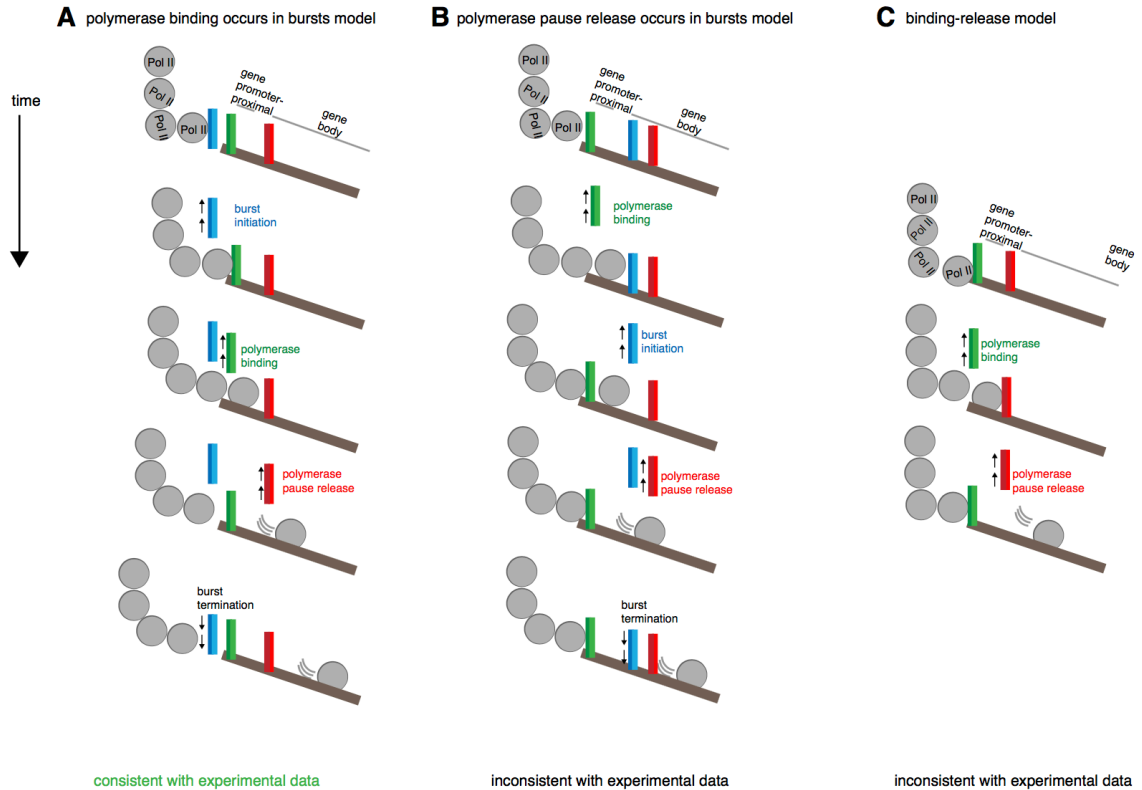 A polymerase binding occurs in bursts model
time
Pol II
Pol II
Pol II
Pol II
gene
promoter-
proximal
gene
body
burst
initiation
polymerase
binding
polymerase
pause release
burst
termination
consistent with experimental data
B polymerase pause release occurs in bursts model
Pol II
Pol II
Pol II
Pol II
gene
promoter-
proximal
gene
body
polymerase
binding
burst
initiation
polymerase
pause release
burst
termination
inconsistent with experimental data
C binding-release model
Pol II
Pol II
Pol II
Pol II
gene
promoter-
proximal
gene
body
polymerase
binding
polymerase
pause release
inconsistent with experimental data